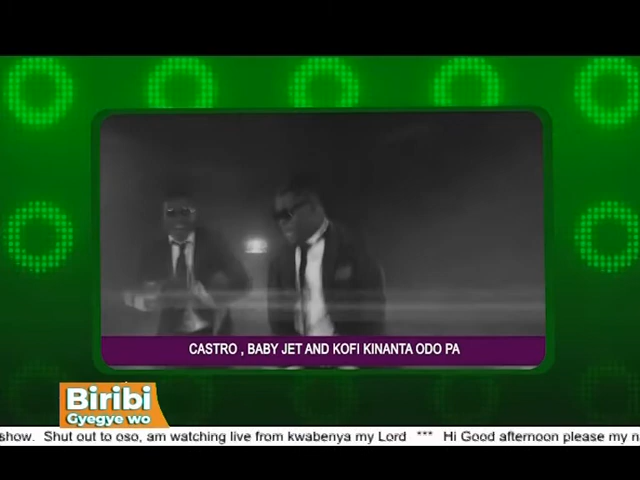 CASTRO , BABY JET AND KOFI KINANTA ODO PA
Biribi
Gyegye wo
show. Shut out to oso, am watching live from kwabenya my Lord *** Hi Good afternoon please my n